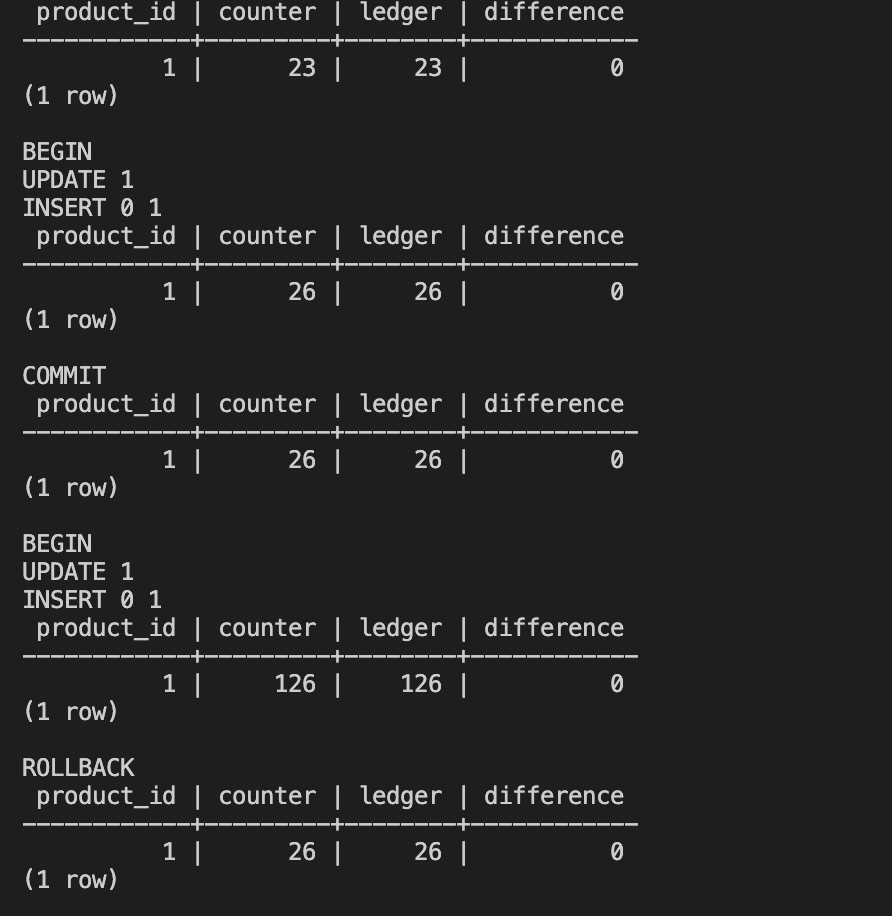 product_id | counter | ledger | difference
------------+---------+--------+------------
          1 |      23 |     23 |          0
(1 row)

BEGIN
UPDATE 1
INSERT 0 1
 product_id | counter | ledger | difference
------------+---------+--------+------------
          1 |      26 |     26 |          0
(1 row)

COMMIT
 product_id | counter | ledger | difference
------------+---------+--------+------------
          1 |      26 |     26 |          0
(1 row)

BEGIN
UPDATE 1
INSERT 0 1
 product_id | counter | ledger | difference
------------+---------+--------+------------
          1 |     126 |    126 |          0
(1 row)

ROLLBACK
 product_id | counter | ledger | difference
------------+---------+--------+------------
          1 |      26 |     26 |          0
(1 row)